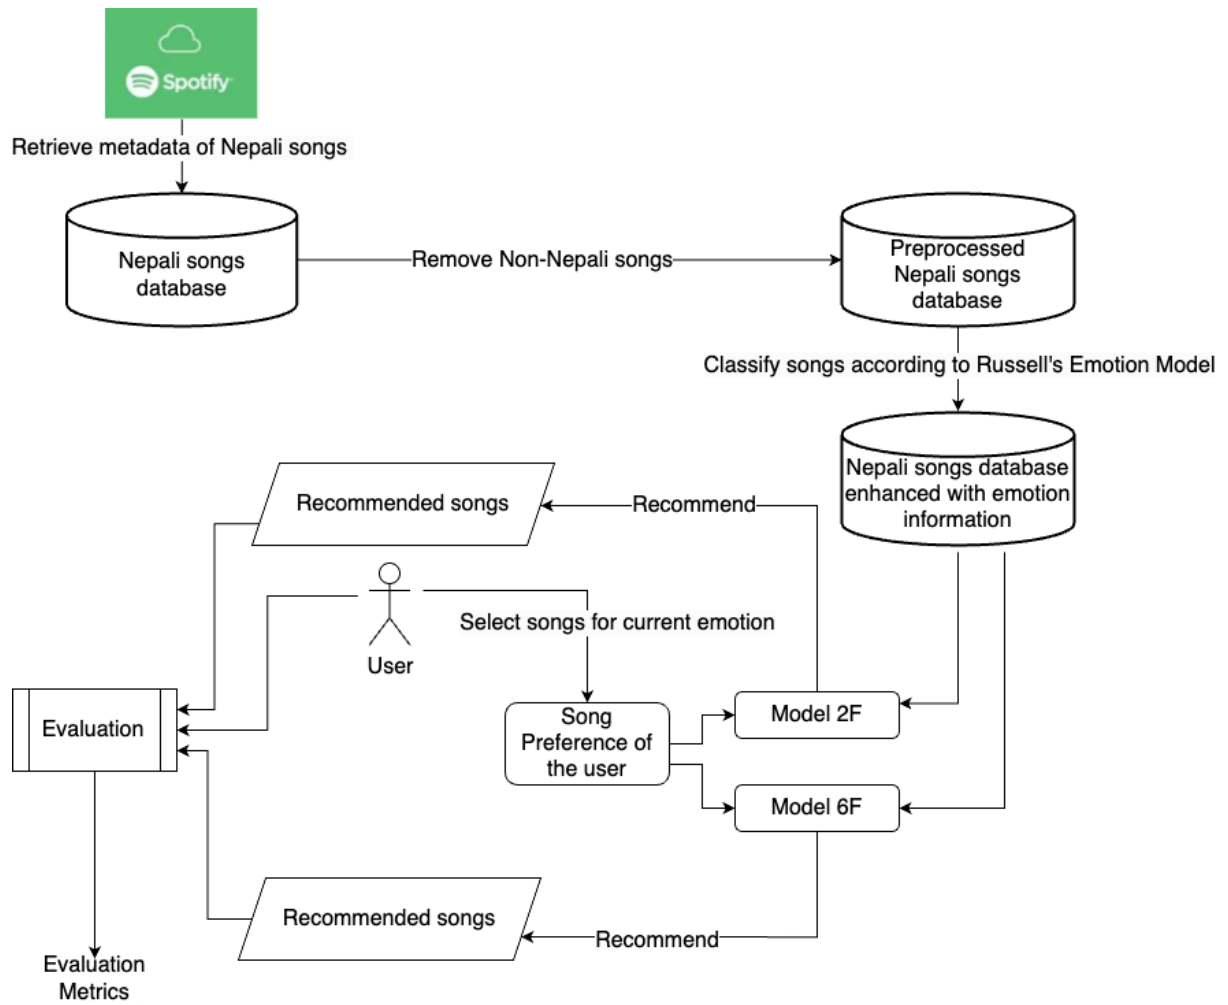 Spotify
Retrieve metadata of Nepali songs
Nepali songs
database
Remove Non-Nepali songs
Preprocessed
Nepali songs
database
Classify songs according to Russell's Emotion Model
Nepali songs database
enhanced with emotion
information
Recommended songs
Recommend
User
Select songs for current emotion
Song
Preference of
the user
Model 2F
Evaluation
Model 6F
Recommended songs
Recommend
Evaluation
Metrics